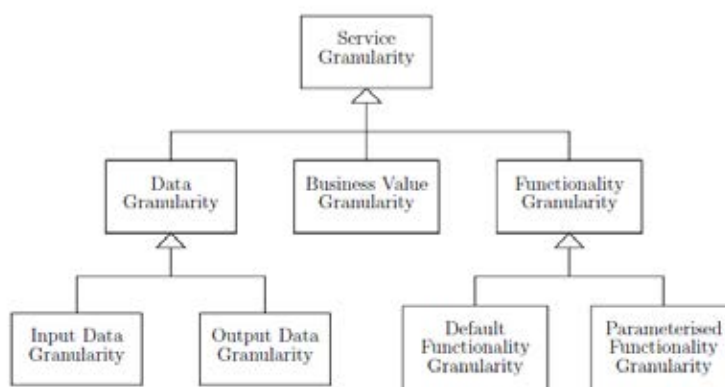 Service
Granularity
Data
Granularity
Business Value
Granularity
Functionality
Granularity
Input Data
Granularity
Output Data
Granularity
Default
Functionality
Granularity
Parameterised
Functionality
Granularity